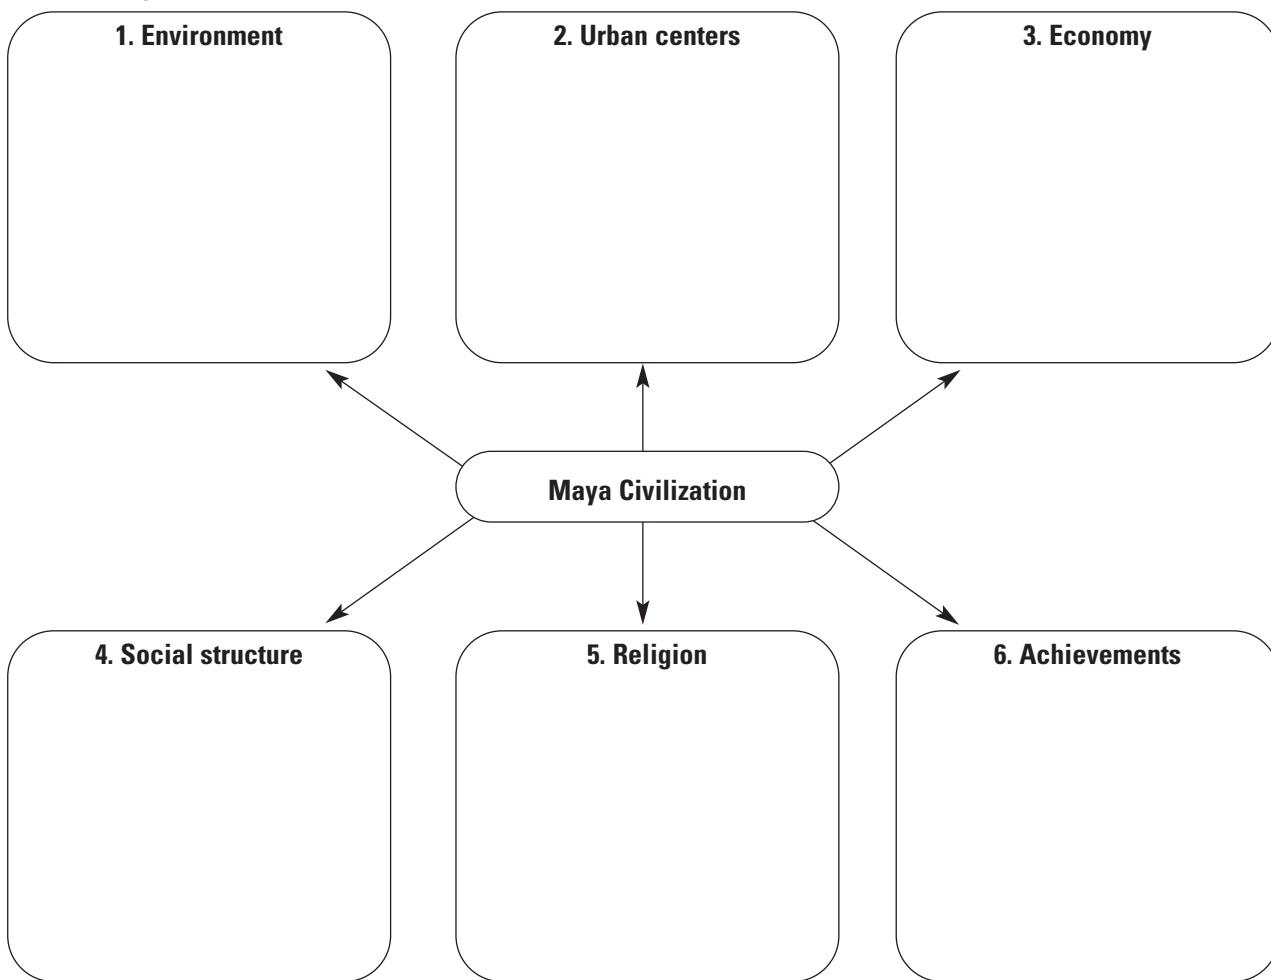 1. Environment
2. Urban centers
3. Economy
Maya Civilization
4. Social structure
5. Religion
6. Achievements